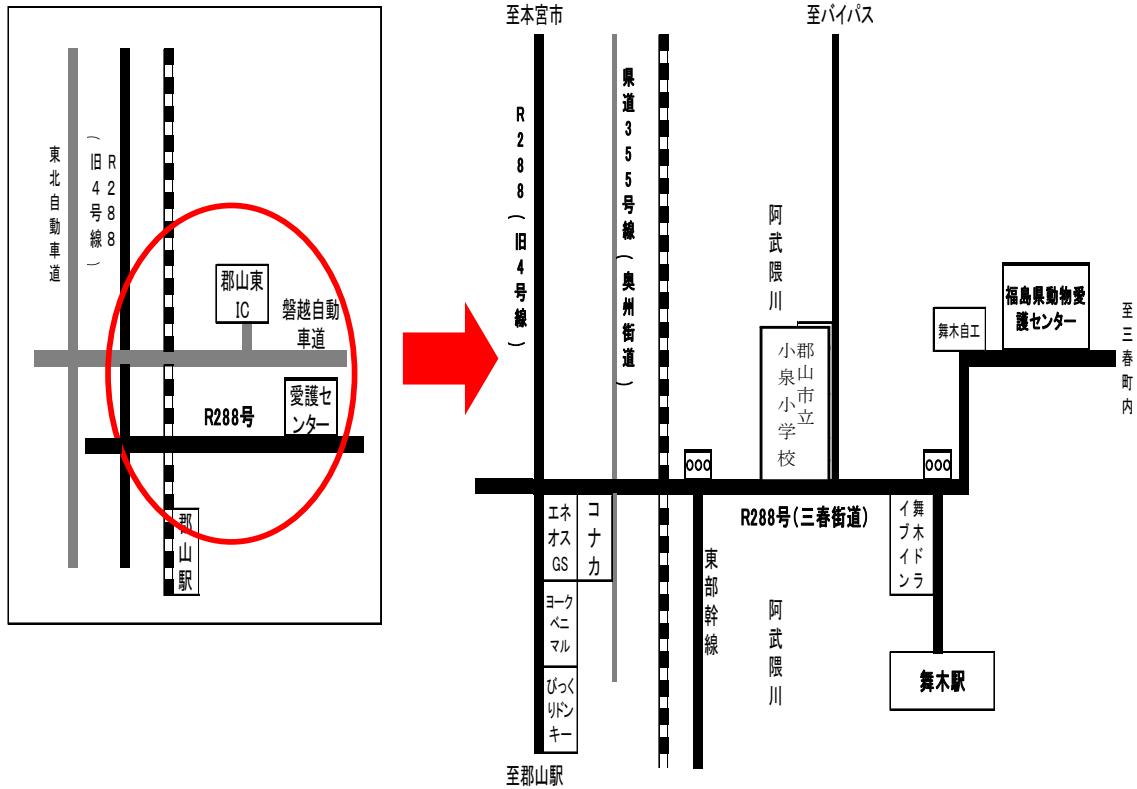 東北自動車道
R288
(旧4号線)
郡山東
IC
磐越自動
車道
愛護セ
ンター
R288号
郡山駅
至本宮市
至バイパス
R288(旧4号線)
県道355号線(奥州街道)
阿武隈川
郡山市立
小泉小学校
舞木自工
福島県動物愛
護センター
至三春町内
R288号(三春街道)
エネ
オス
GS
コナカ
ヨーク
ベニ
マル
びっく
りドン
キー
至郡山駅
東部幹線
阿武隈川
舞木ドラ
イブイン
舞木駅